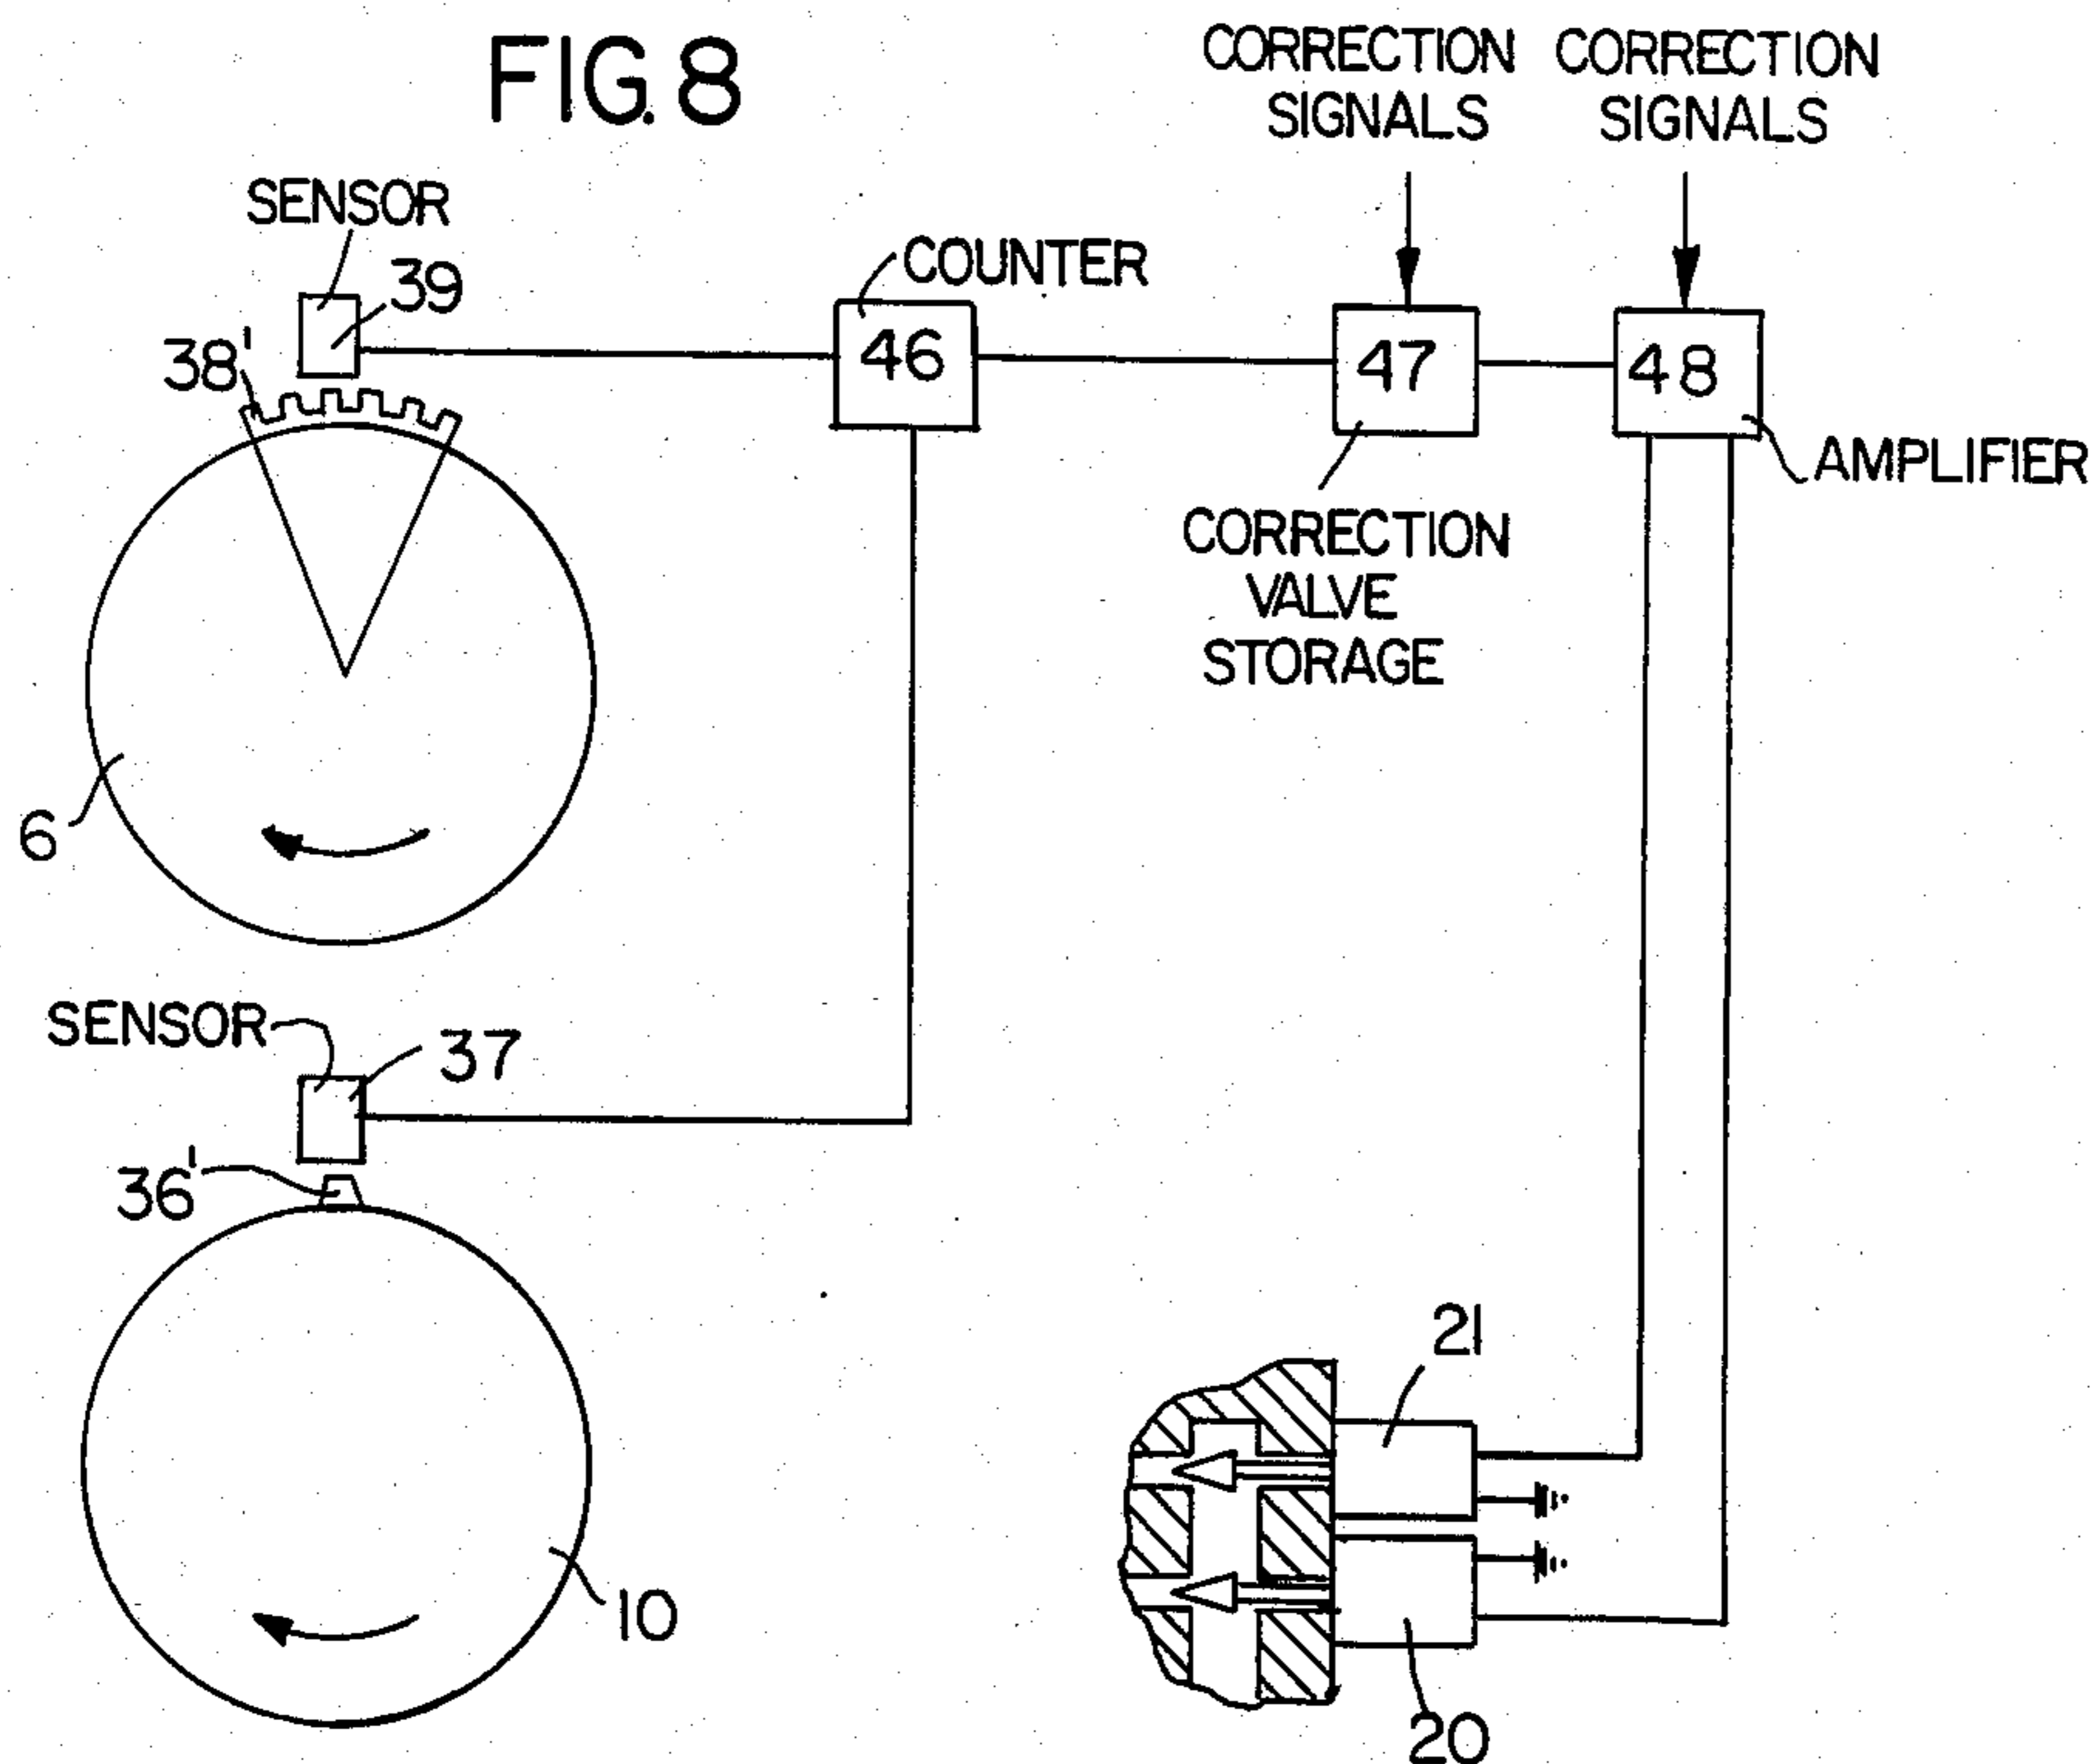 FIG. 8
CORRECTION SIGNALS
CORRECTION SIGNALS
SENSOR
39
38'
COUNTER
46
47
48
AMPLIFIER
CORRECTION
VALVE
STORAGE
6
SENSOR
37
36'
10
21
20